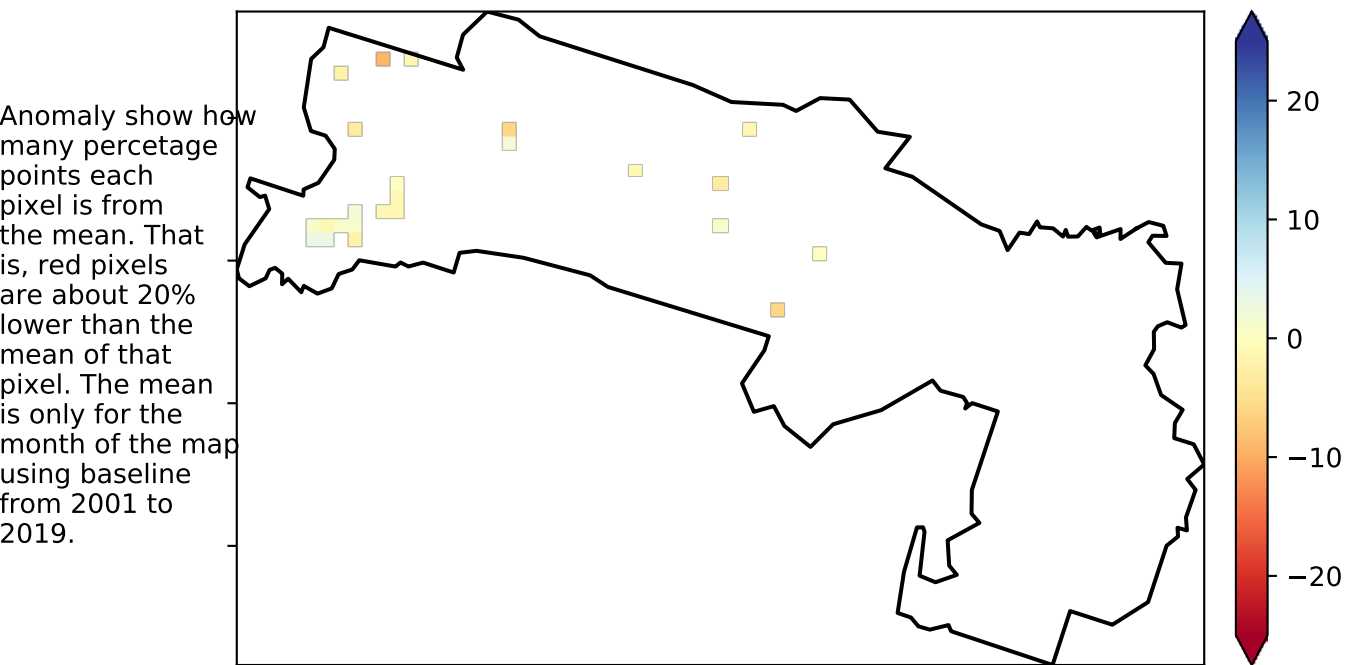 Anomaly show how
many percetage
points each
pixel is from
the mean. That
is, red pixels
are about 20%
lower than the
mean of that
pixel. The mean
is only for the
month of the map
using baseline
from 2001 to
2019.
20
10
0
−10
−20